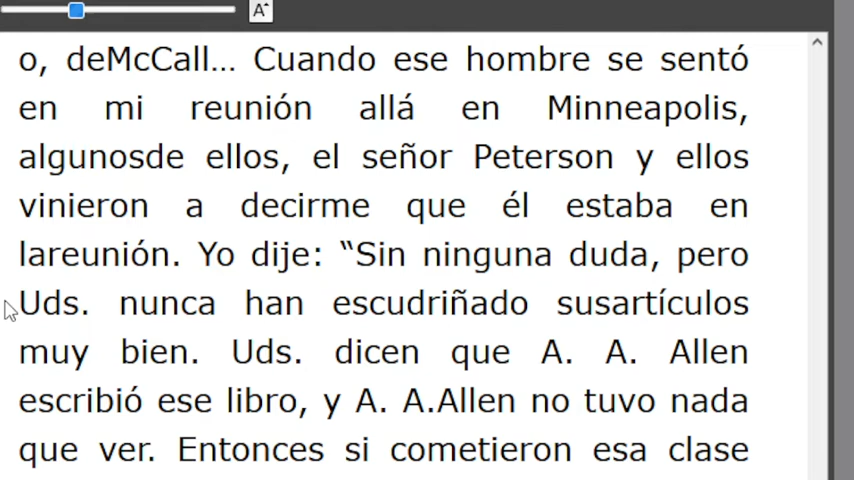 A
o, deMcCall... Cuando ese hombre se sentó
en mi reunión allá en Minneapolis,
algunosde ellos, el señor Peterson y ellos
vinieron a decirme que él estaba en
lareunión. Yo dije: “Sin ninguna duda, pero
Uds. nunca han escudriñado susartículos
muy bien. Uds. dicen que A. A. Allen
escribió ese libro, y A. A.Allen no tuvo nada
que ver. Entonces si cometieron esa clase